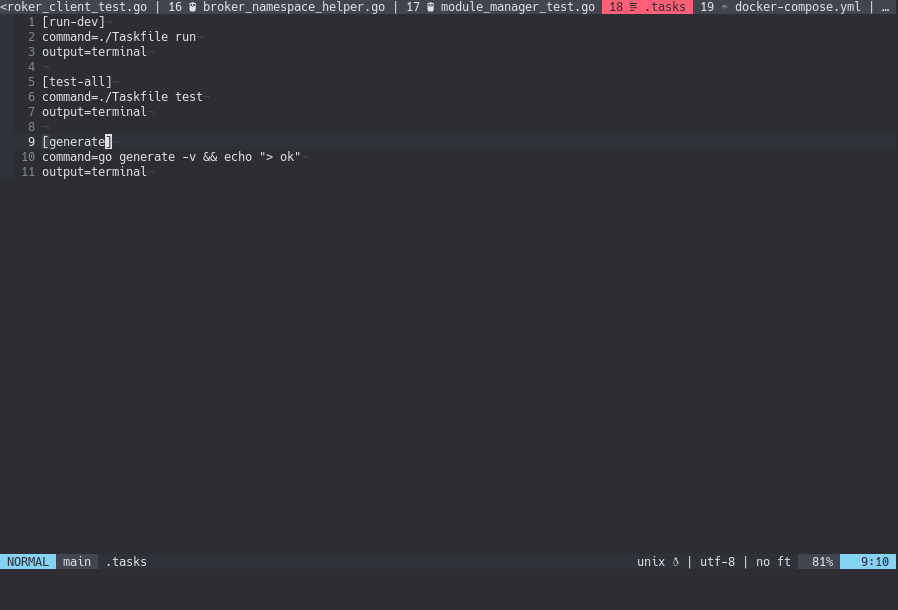 <roker_client_test.go | 16 broker_namespace_helper.go | 17 module_manager_test.go 18 .tasks 19 docker-compose.yml | …
1 [run-dev]¬
2 command=./Taskfile run¬
3 output=terminal¬
4 ¬
5 [test-all]¬
6 command=./Taskfile test¬
7 output=terminal¬
8 ¬
9 [generate]¬
10 command=go generate -v && echo "> ok"¬
11 output=terminal¬
NORMAL main .tasks unix | utf-8 | no ft 81% 9:10